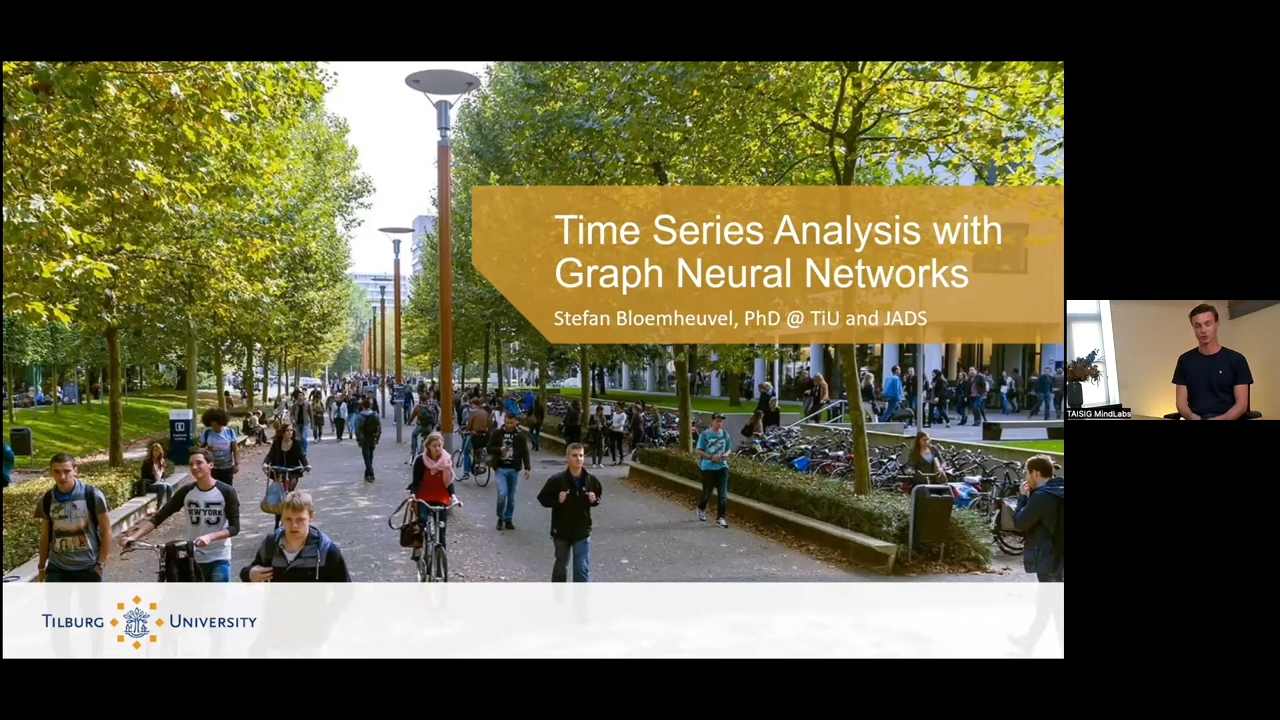 Time Series Analysis with
Graph Neural Networks
Stefan Bloemheuvel, PhD @ TiU and JADS
TILBURG UNIVERSITY
TAISIG MindLabs
NEWYORK